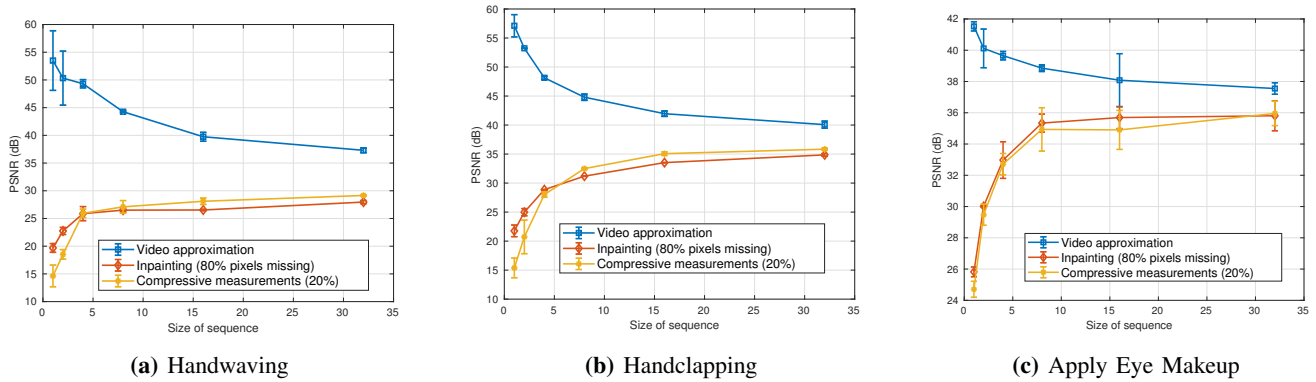 60
55
50
45
40
35
30
25
20
15
10
PSNR (dB)
0 5 10 15 20 25 30 35
Size of sequence
Video approximation
Inpainting (80% pixels missing)
Compressive measurements (20%)
(a) Handwaving
60
55
50
45
40
35
30
25
20
15
10
PSNR (dB)
0 5 10 15 20 25 30 35
Size of sequence
Video approximation
Inpainting (80% pixels missing)
Compressive measurements (20%)
(b) Handclapping
42
40
38
36
34
32
30
28
26
24
PSNR (dB)
0 5 10 15 20 25 30 35
Size of sequence
Video approximation
Inpainting (80% pixels missing)
Compressive measurements (20%)
(c) Apply Eye Makeup